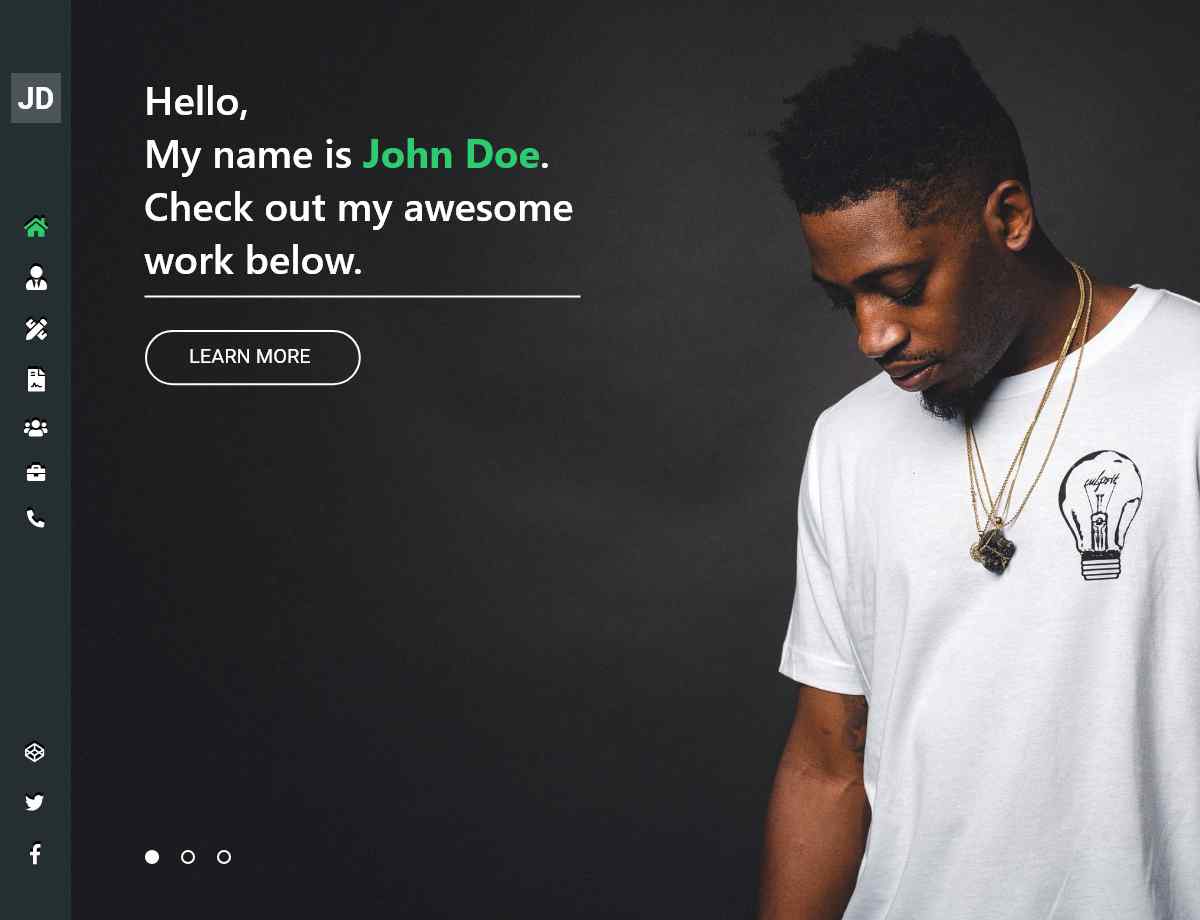 JD
Hello,
My name is John Doe.
Check out my awesome
work below.
LEARN MORE